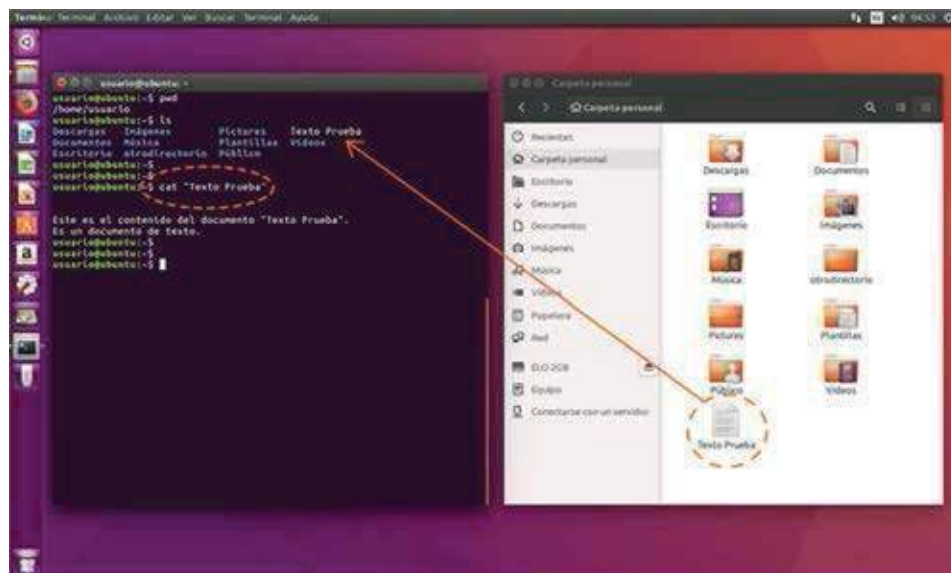 Terminal Terminal Archivo Editar Ver Buscar Terminal Ayuda
04:53
usuario@ubuntu: ~
usuario@ubuntu:~$ pwd
/home/usuario
usuario@ubuntu:~$ ls
Descargas Imágenes Pictures Texto Prueba
Documentos Música Plantillas Vídeos
Escritorio otrodirectorio Público
usuario@ubuntu:~$
usuario@ubuntu:~$
usuario@ubuntu:~$ cat "Texto Prueba"
Este es el contenido del documento "Texto Prueba".
Es un documento de texto.
usuario@ubuntu:~$
usuario@ubuntu:~$
usuario@ubuntu:~$
Carpeta personal
Carpeta personal
Recientes
Carpeta personal
Escritorio
Descargas
Documentos
Imágenes
Música
Vídeos
Papelera
Red
2GB
Equipo
Conectarse con un servidor
Descargas Documentos
Escritorio Imágenes
Música otrodirectorio
Pictures Plantillas
Público Vídeos
Texto Prueba